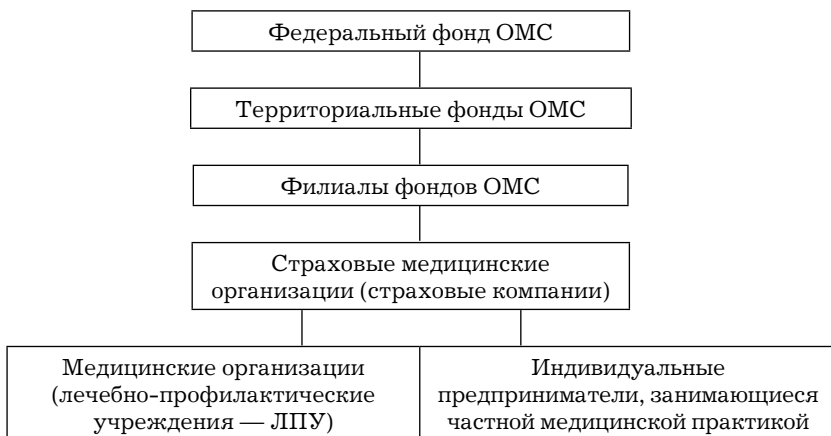 Федеральный фонд ОМС
Территориальные фонды ОМС
Филиалы фондов ОМС
Страховые медицинские
организации (страховые компании)
Медицинские организации
(лечебно-профилактические
учреждения — ЛПУ)
Индивидуальные
предприниматели, занимающиеся
частной медицинской практикой